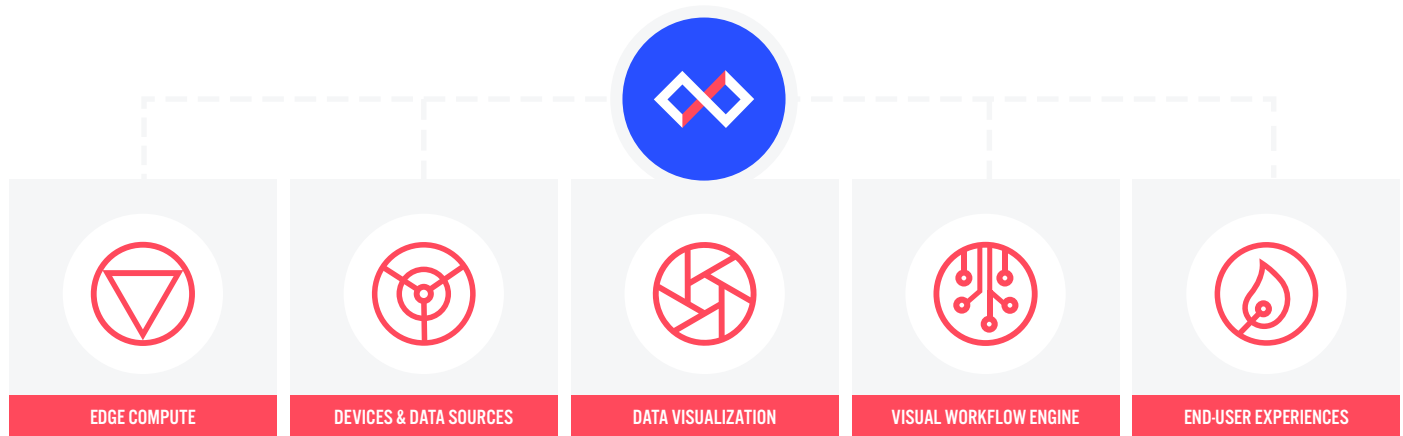 EDGE COMPUTE
DEVICES & DATA SOURCES
DATA VISUALIZATION
VISUAL WORKFLOW ENGINE
END-USER EXPERIENCES